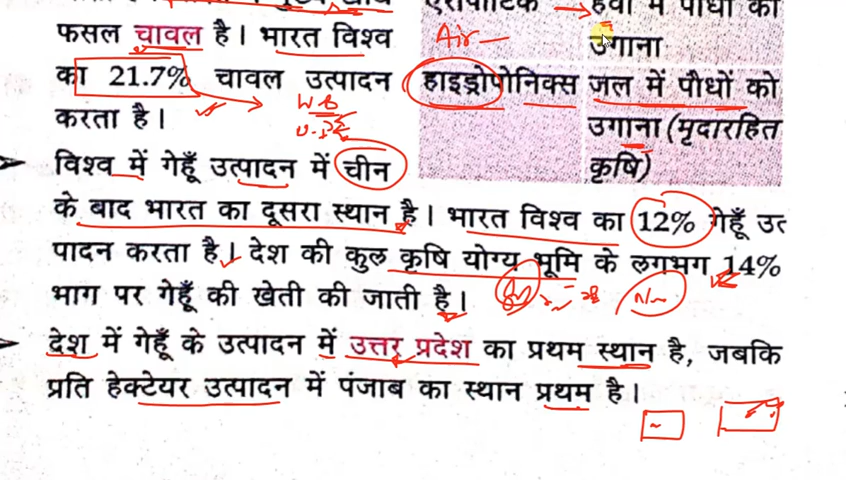 फसल चावल है। भारत विश्व
का 21.7% चावल उत्पादन
करता है।
Air –
हवा में पौधों को
उगाना
हाइड्रोपोनिक्स जल में पौधों को
उगाना (मृदारहित
कृषि)
विश्व में गेहूँ उत्पादन में चीन
के बाद भारत का दूसरा स्थान है। भारत विश्व का 12% गेहूँ उत
पादन करता है। देश की कुल कृषि योग्य भूमि के लगभग 14%
भाग पर गेहूँ की खेती की जाती है।
देश में गेहूँ के उत्पादन में उत्तर प्रदेश का प्रथम स्थान है, जबकि
प्रति हेक्टेयर उत्पादन में पंजाब का स्थान प्रथम है।